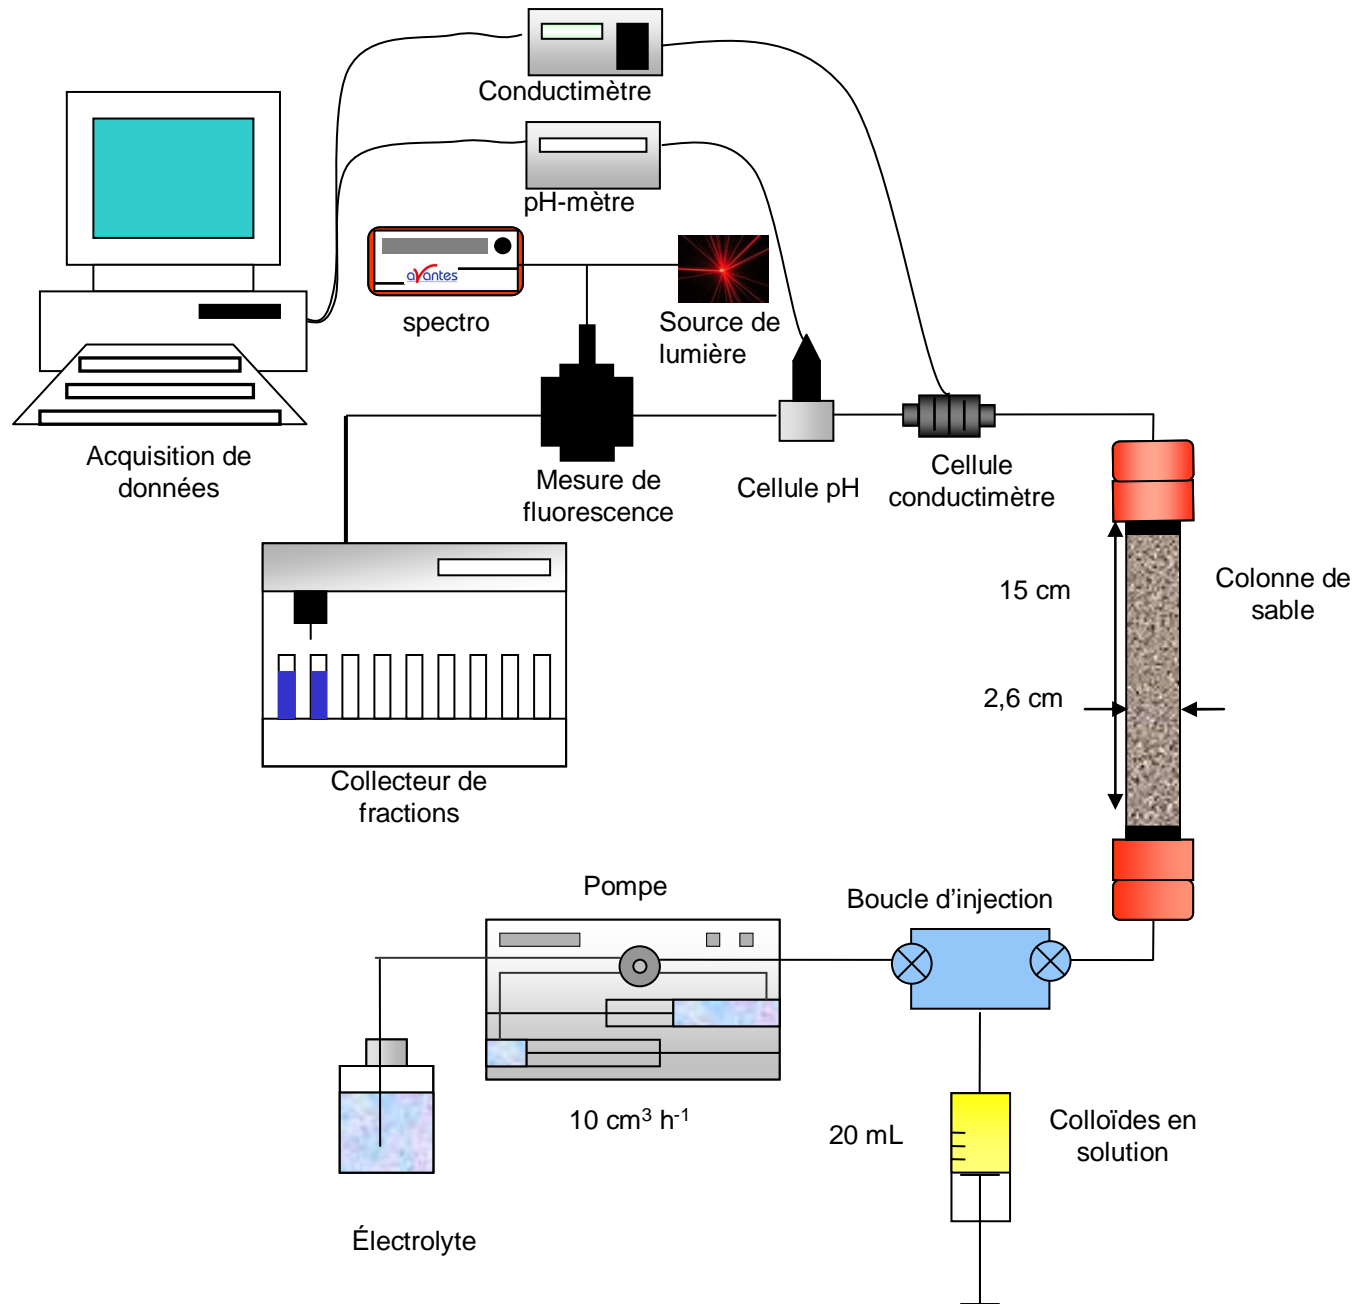 Conductimètre
pH-mètre
avantes
spectro
Source de
lumière
Acquisition de
données
Mesure de
fluorescence
Cellule pH
Cellule
conductimètre
15 cm
Colonne de
sable
2,6 cm
Collecteur de
fractions
Pompe
Boucle d'injection
10 cm³ h⁻¹
20 mL
Colloïdes en
solution
Électrolyte